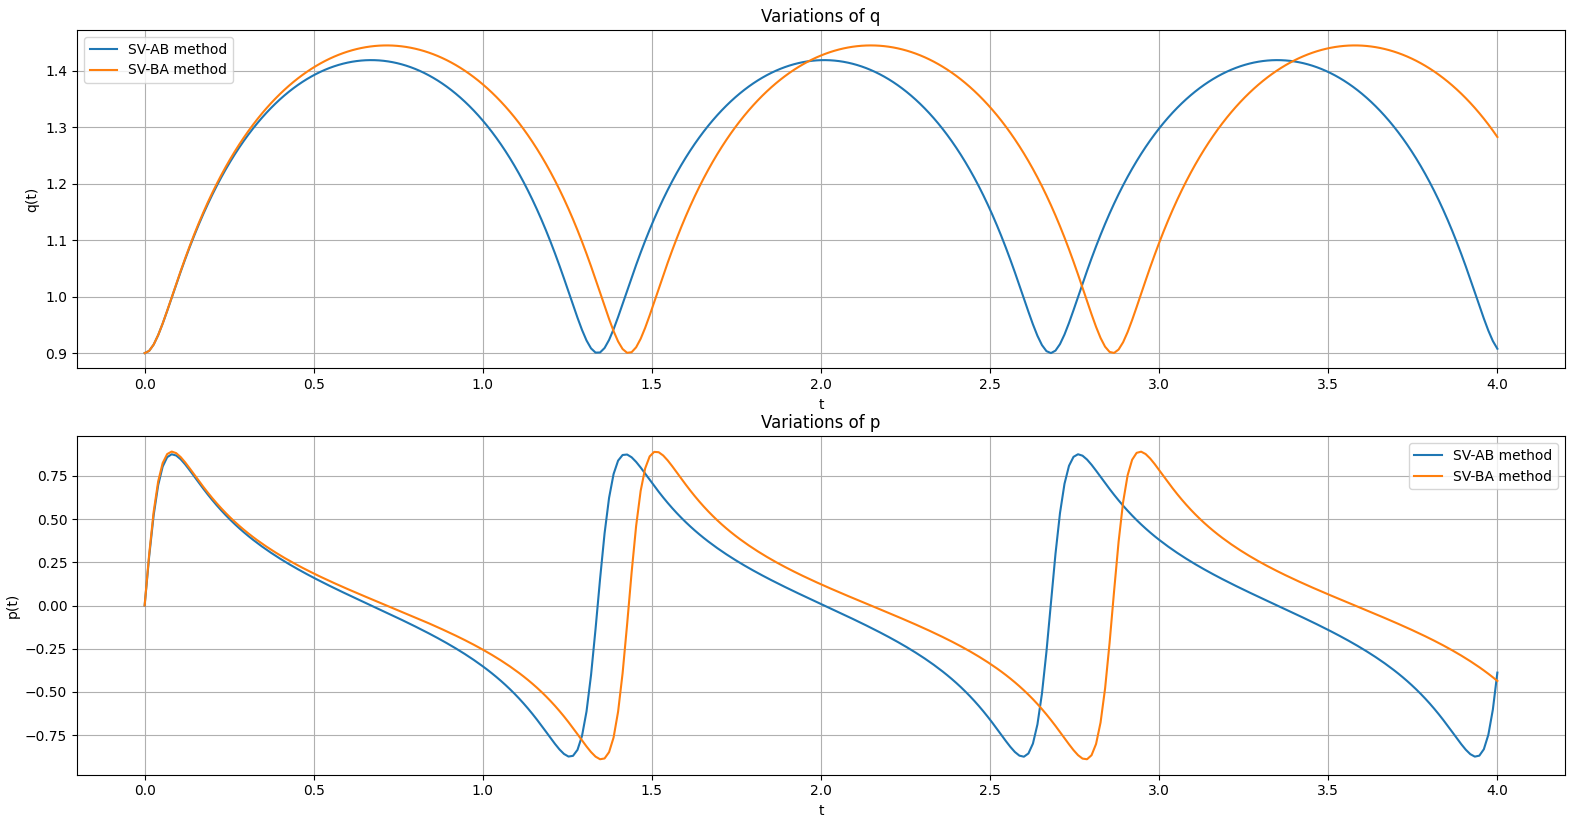 Variations of q
SV-AB method
SV-BA method
q(t)
1.4
1.3
1.2
1.1
1.0
0.9
0.0 0.5 1.0 1.5 2.0 2.5 3.0 3.5 4.0
t
Variations of p
SV-AB method
SV-BA method
p(t)
0.75
0.50
0.25
0.00
−0.25
−0.50
−0.75
0.0 0.5 1.0 1.5 2.0 2.5 3.0 3.5 4.0
t